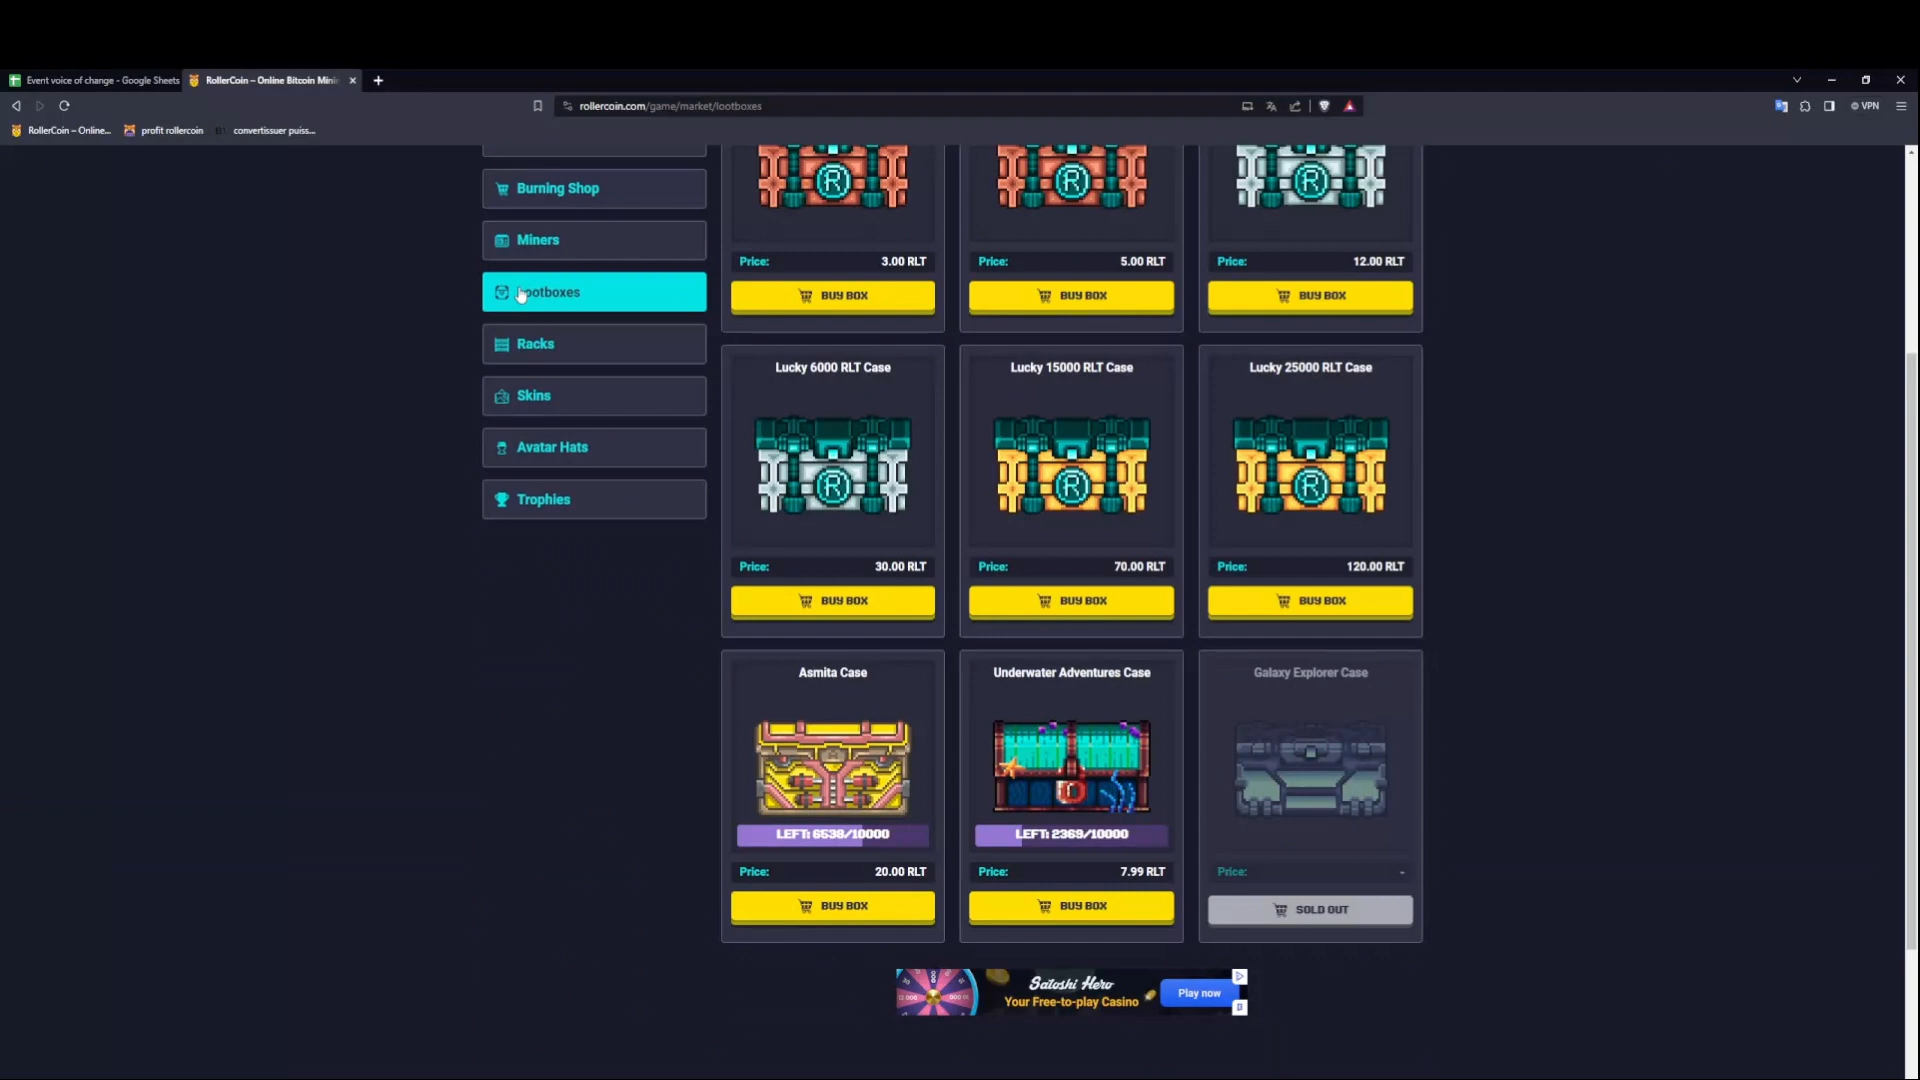 Event voice of change - Google Sheets
RollerCoin – Online Bitcoin Mini
rollercoin.com/game/market/lootboxes
VPN
RollerCoin – Online...
profit rollercoin
convertissuer puiss...
Burning Shop
Miners
ootboxes
Racks
Skins
Avatar Hats
Trophies
Price: 3.00 RLT
BUY BOX
Price: 5.00 RLT
BUY BOX
Price: 12.00 RLT
BUY BOX
Lucky 6000 RLT Case
R
Price: 30.00 RLT
BUY BOX
Lucky 15000 RLT Case
R
Price: 70.00 RLT
BUY BOX
Lucky 25000 RLT Case
R
Price: 120.00 RLT
BUY BOX
Asmita Case
LEFT: 6538/10000
Price: 20.00 RLT
BUY BOX
Underwater Adventures Case
LEFT: 2369/10000
Price: 7.99 RLT
BUY BOX
Galaxy Explorer Case
Price: -
SOLD OUT
Satoshi Hero
Your Free-to-play Casino
Play now